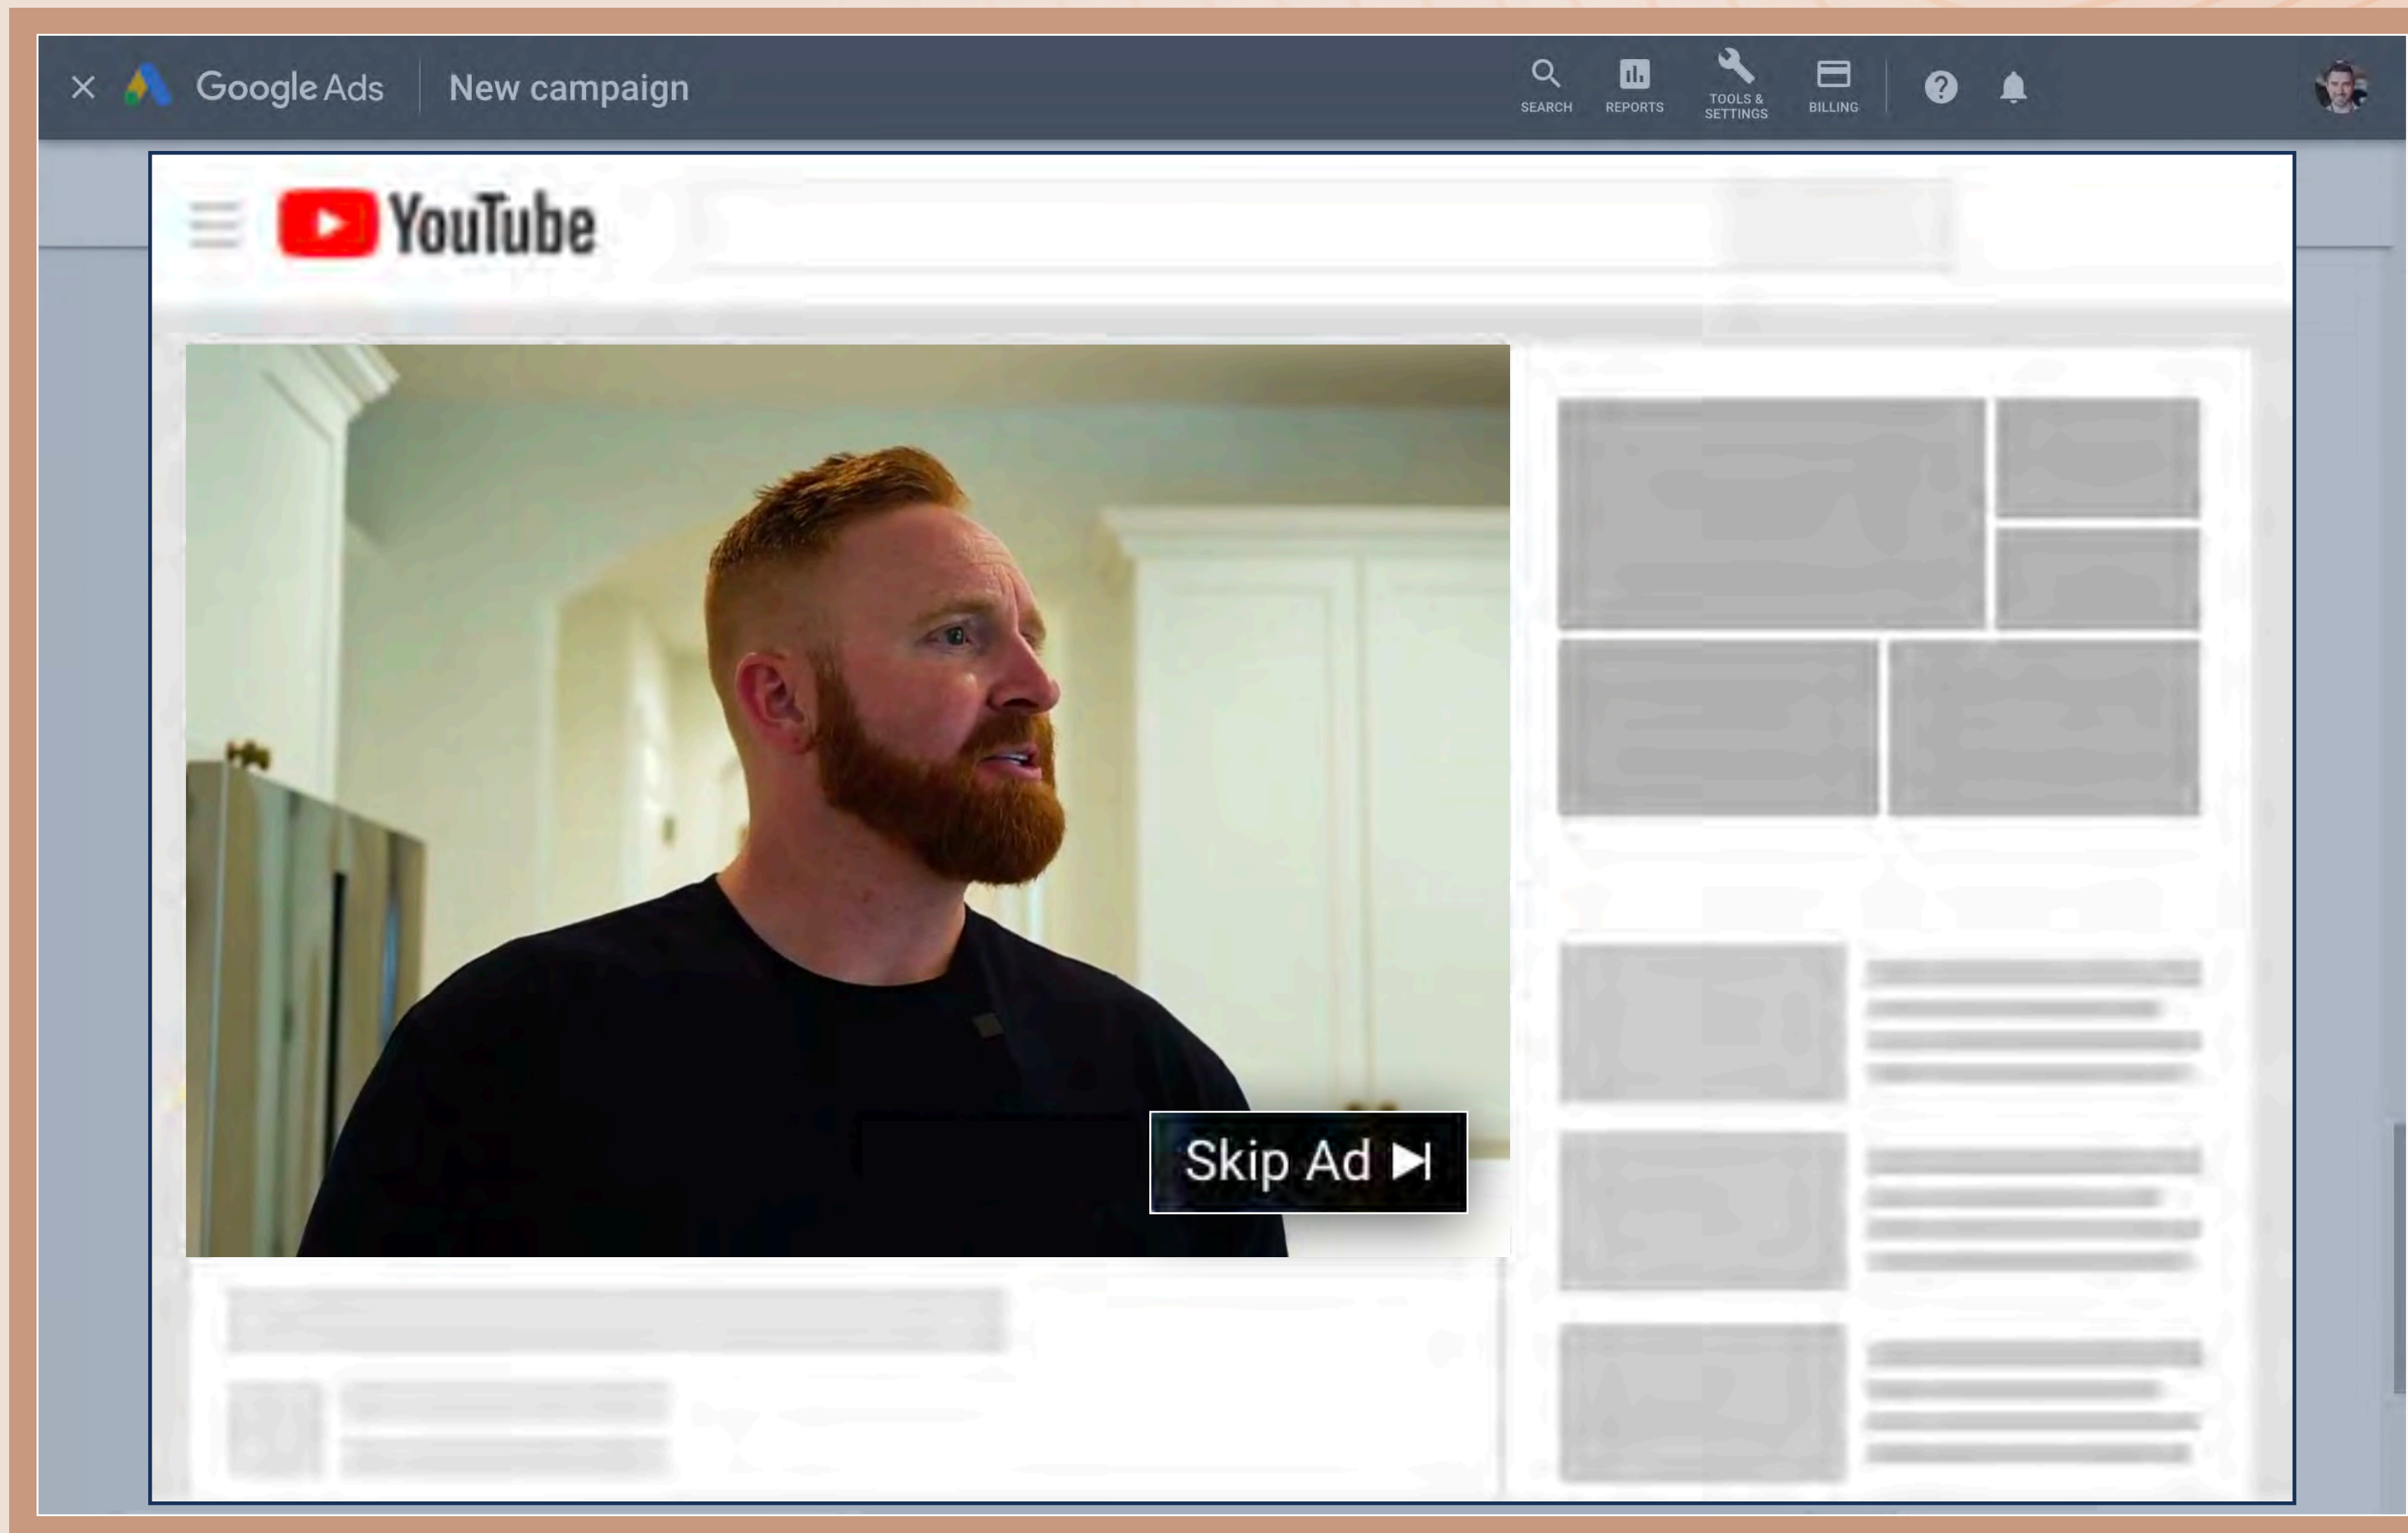 Google Ads
New campaign
SEARCH
REPORTS
TOOLS &
SETTINGS
BILLING
YouTube
Skip Ad